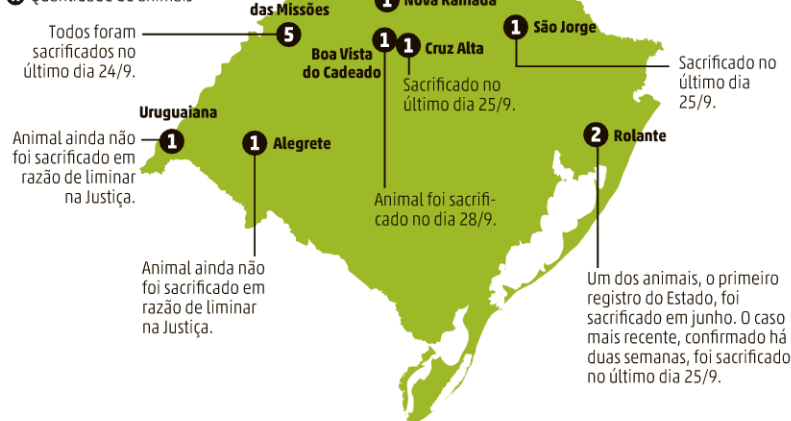 Quantidade de animais
das Missões
5
Todos foram
sacrificados no
último dia 24/9.
1 Nova Ramada
1
Boa Vista
do Cadeado
1 Cruz Alta
Sacrificado no
último dia 25/9.
1 São Jorge
Sacrificado no
último dia
25/9.
Uruguaiana
1
Animal ainda não
foi sacrificado em
razão de liminar
na Justiça.
1 Alegrete
Animal ainda não
foi sacrificado em
razão de liminar
na Justiça.
Animal foi sacrifi-
cado no dia 28/9.
2 Rolante
Um dos animais, o primeiro
registro do Estado, foi
sacrificado em junho. O caso
mais recente, confirmado há
duas semanas, foi sacrificado
no último dia 25/9.